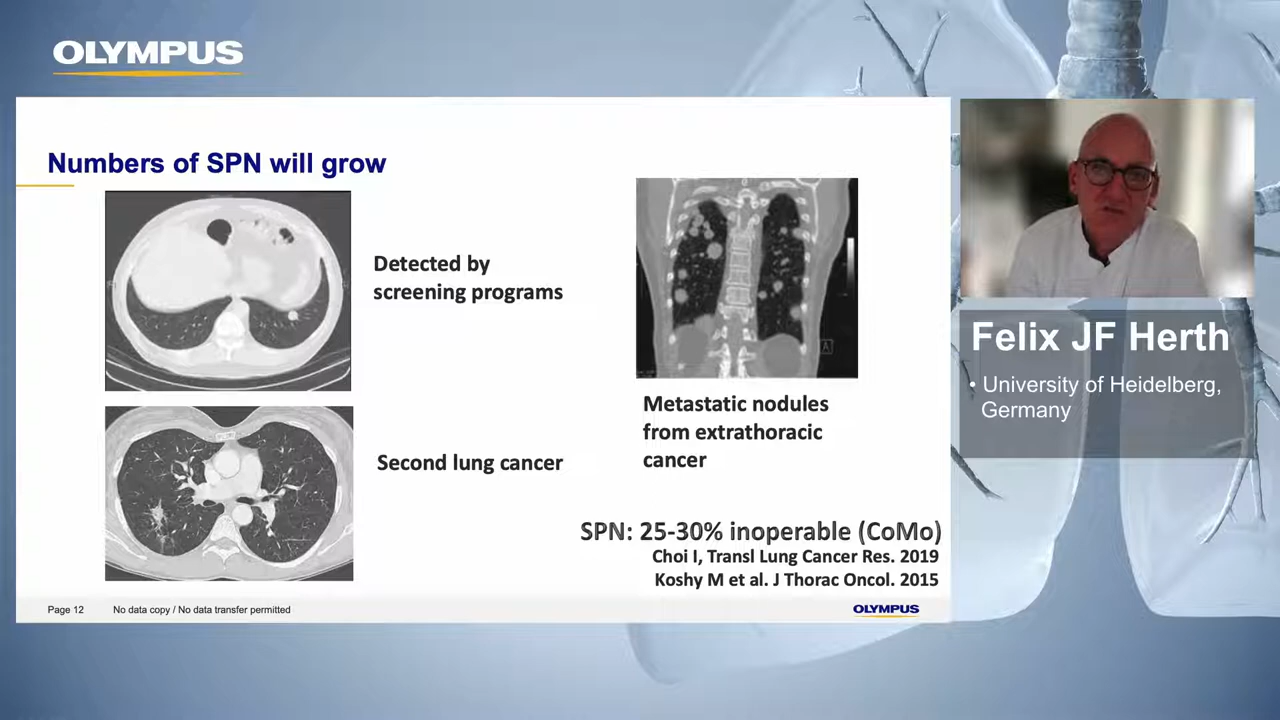 OLYMPUS
Numbers of SPN will grow
Detected by
screening programs
Second lung cancer
A
Metastatic nodules
from extrathoracic
cancer
SPN: 25-30% inoperable (CoMo)
Choi I, Transl Lung Cancer Res. 2019
Koshy M et al. J Thorac Oncol. 2015
Page 12 No data copy / No data transfer permitted
OLYMPUS
Felix JF Herth
• University of Heidelberg,
Germany